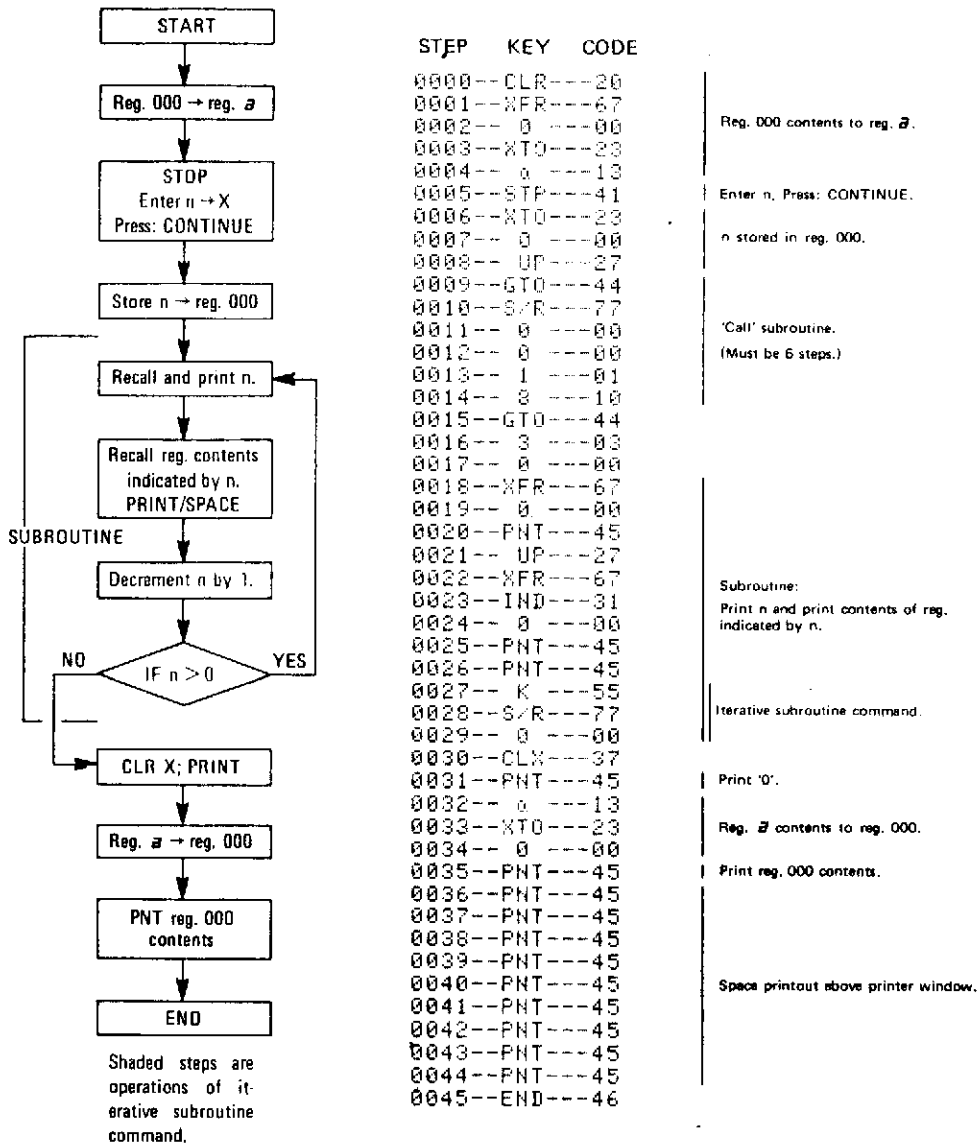 START
Reg. 000 → reg. a
STOP
Enter n → X
Press: CONTINUE
Store n → reg. 000
Recall and print n.
Recall reg. contents
indicated by n.
PRINT/SPACE
SUBROUTINE
Decrement n by 1.
NO
IF n > 0
YES
CLR X; PRINT
Reg. a → reg. 000
PNT reg. 000
contents
END
Shaded steps are
operations of it-
erative subroutine
command.
STEP KEY CODE
0000--CLR---20
0001--XFR---67
0002-- 0 ---00
0003--XTO---23
0004-- a ---13
0005--STP---41
0006--XTO---23
0007-- 0 ---00
0008-- UP---27
0009--GTO---44
0010--S/R---77
0011-- 0 ---00
0012-- 0 ---00
0013-- 1 ---01
0014-- 8 ---10
0015--GTO---44
0016-- 3 ---03
0017-- 0 ---00
0018--XFR---67
0019-- 0 ---00
0020--PNT---45
0021-- UP---27
0022--XFR---67
0023--IND---31
0024-- 0 ---00
0025--PNT---45
0026--PNT---45
0027-- K ---55
0028--S/R---77
0029-- 0 ---00
0030--CLX---37
0031--PNT---45
0032-- a ---13
0033--XTO---23
0034-- 0 ---00
0035--PNT---45
0036--PNT---45
0037--PNT---45
0038--PNT---45
0039--PNT---45
0040--PNT---45
0041--PNT---45
0042--PNT---45
0043--PNT---45
0044--PNT---45
0045--END---46
Reg. 000 contents to reg. a.
Enter n, Press: CONTINUE.
n stored in reg. 000.
'Call' subroutine.
(Must be 6 steps.)
Subroutine:
Print n and print contents of reg.
indicated by n.
Iterative subroutine command.
Print '0'.
Reg. a contents to reg. 000.
Print reg. 000 contents.
Space printout above printer window.